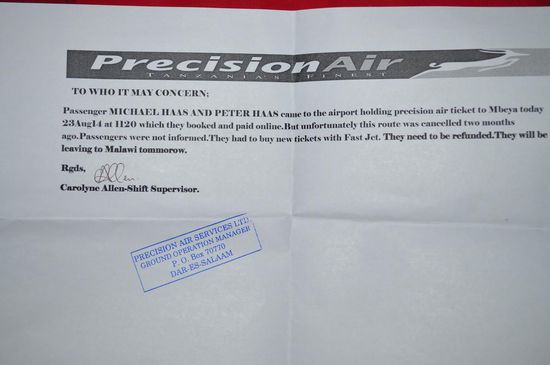 PrecisionAir
TANZANIA'S FINEST
TO WHO IT MAY CONCERN;
Passenger MICHAEL HAAS AND PETER HAAS came to the airport holding precision air ticket to Mbeya today
23Aug14 at 1120 which they booked and paid online.But unfortunately this route was cancelled two months
ago.Passengers were not informed.They had to buy new tickets with Fast Jet. They need to be refunded.They will be
leaving to Malawi tommorow.
Rgds,
Carolyne Allen-Shift Supervisor.
PRECISION AIR SERVICES LTD.
GROUND OPERATION MANAGER
P. O. Box 70770
DAR-ES-SALAAM